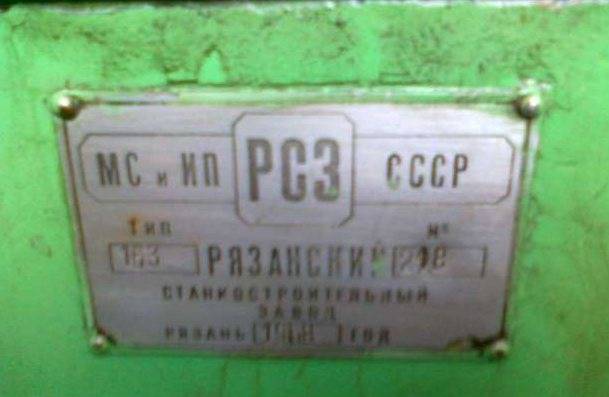 МС и ИП РСЗ СССР
Тип №
163 РЯЗАНСКИЙ
СТАНКОСТРОИТЕЛЬНЫЙ
ЗАВОД
РЯЗАНЬ ГОД